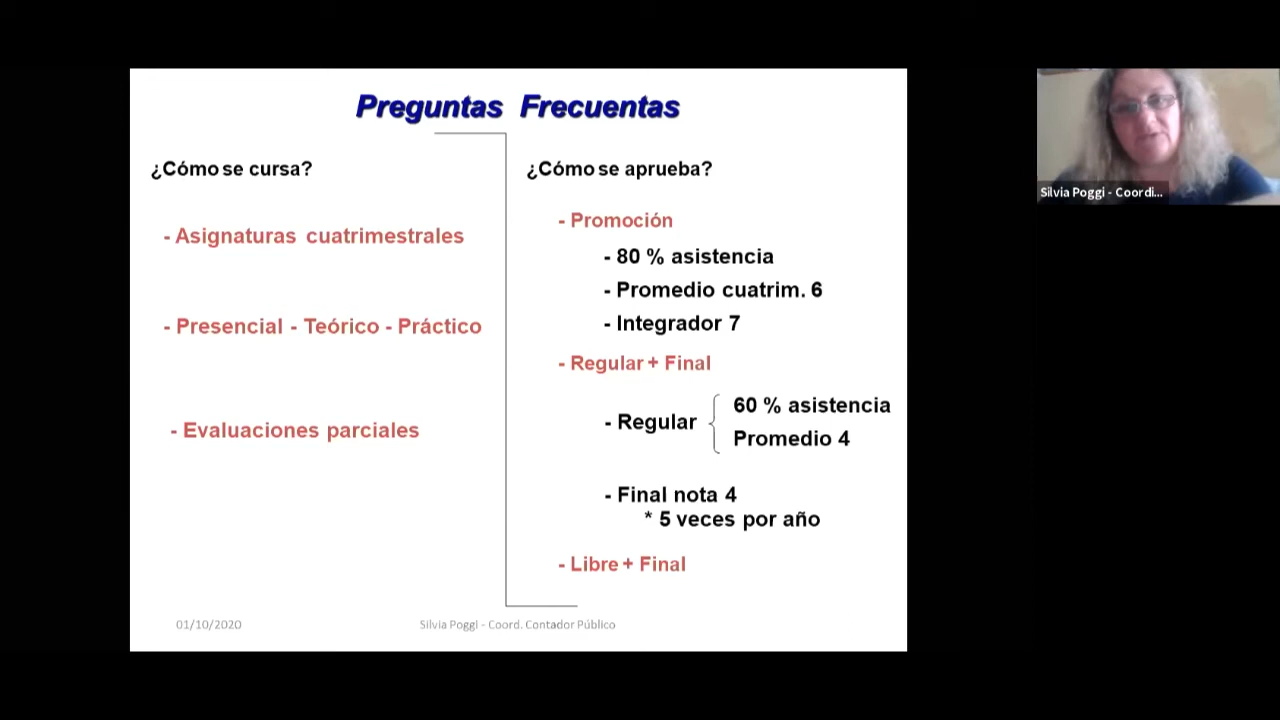 Preguntas Frecuentas
¿Cómo se cursa?
- Asignaturas cuatrimestrales
- Presencial - Teórico - Práctico
- Evaluaciones parciales
¿Cómo se aprueba?
- Promoción
- 80 % asistencia
- Promedio cuatrim. 6
- Integrador 7
- Regular + Final
- Regular
60 % asistencia
Promedio 4
- Final nota 4
* 5 veces por año
- Libre + Final
01/10/2020
Silvia Poggi - Coord. Contador Público
Silvia Poggi - Coordi...